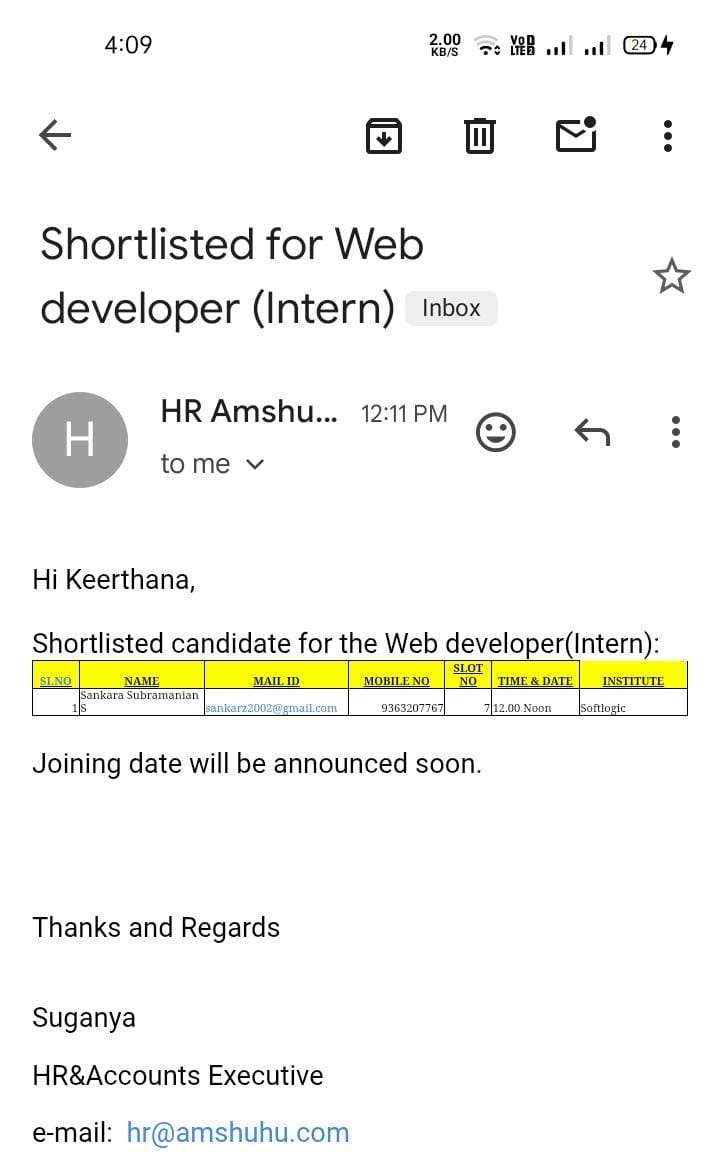 4:09 2.00 KB/S VoD LTE2 24
Shortlisted for Web
developer (Intern) Inbox
H
HR Amshu... 12:11 PM
to me
Hi Keerthana,
Shortlisted candidate for the Web developer(Intern):
SI.NO NAME MAIL ID MOBILE NO SLOT NO TIME & DATE INSTITUTE
1 Sankara Subramanian S sankarz2002@gmail.com 9363207767 7 12.00 Noon Softlogic
Joining date will be announced soon.
Thanks and Regards
Suganya
HR&Accounts Executive
e-mail: hr@amshuhu.com